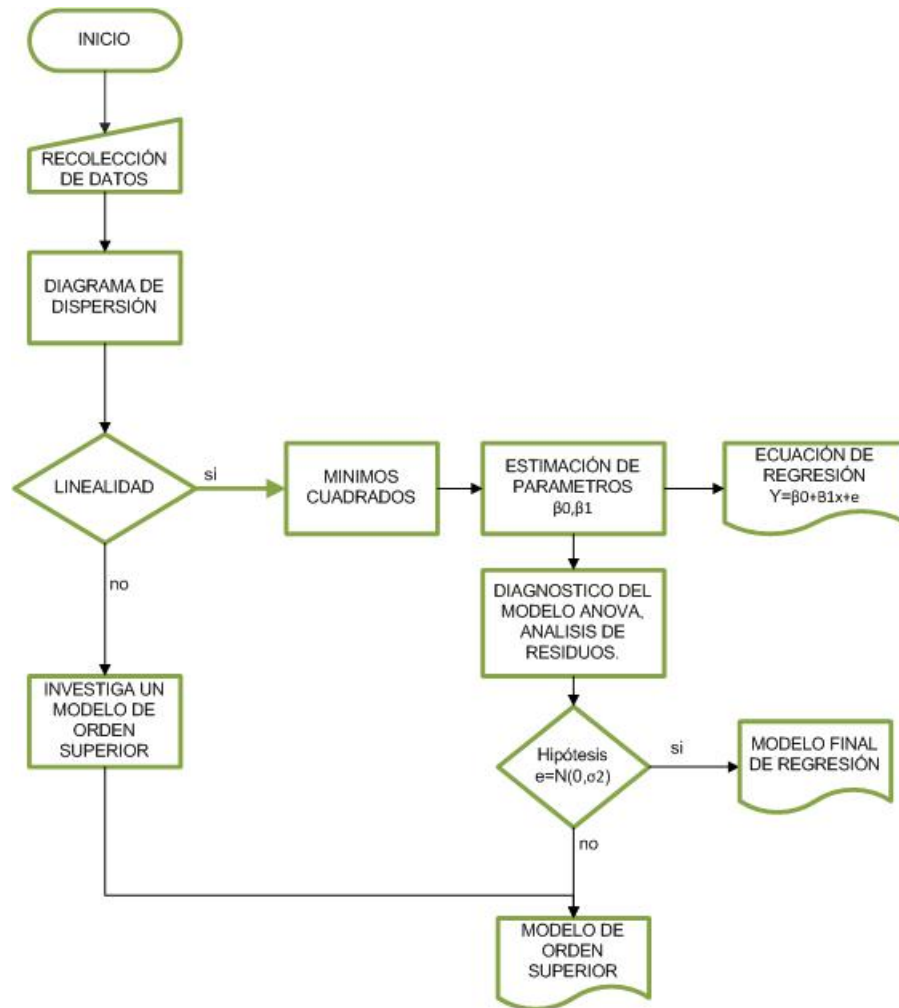 INICIO
RECOLECCIÓN
DE DATOS
DIAGRAMA DE
DISPERSIÓN
LINEALIDAD
si
MINIMOS
CUADRADOS
ESTIMACIÓN DE
PARAMETROS
β0,β1
ECUACIÓN DE
REGRESIÓN
Y=β0+B1x+e
no
DIAGNOSTICO DEL
MODELO ANOVA,
ANALISIS DE
RESIDUOS.
INVESTIGA UN
MODELO DE
ORDEN
SUPERIOR
Hipótesis
e=N(0,σ2)
si
MODELO FINAL
DE REGRESIÓN
no
MODELO DE
ORDEN
SUPERIOR